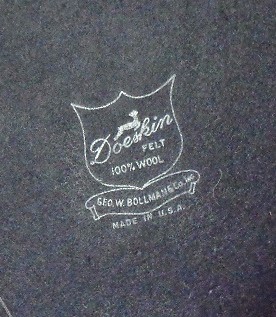 Doeskin
FELT
100% WOOL
GEO. W. BOLLMAN & Co. Inc.
MADE IN U.S.A.